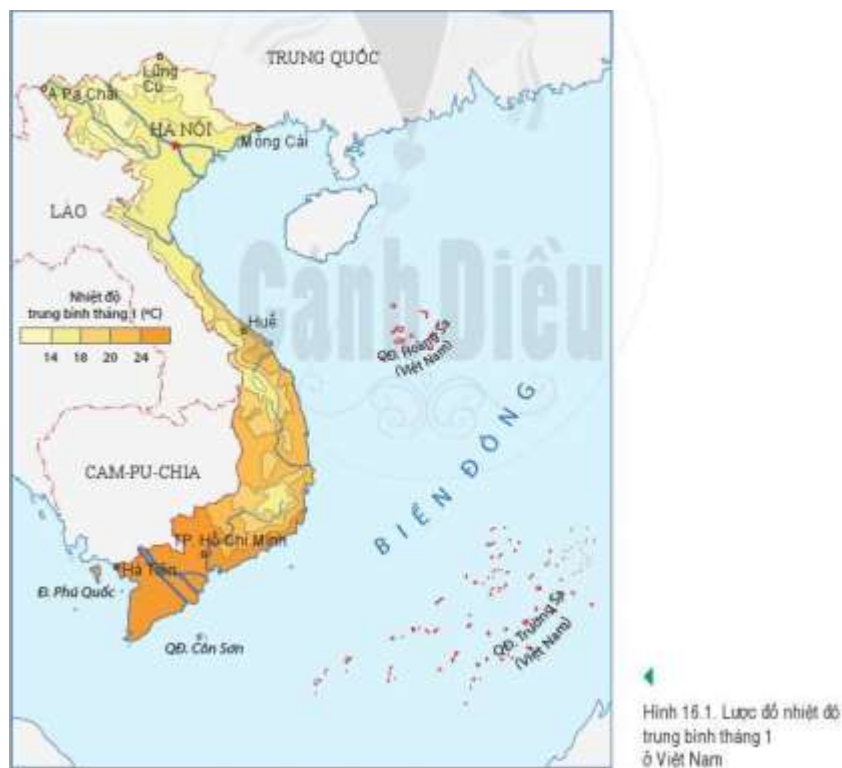 TRUNG QUỐC
Lũng
Cú
A Pa Chải
HÀ NỘI
Móng Cái
LÀO
Cánh Diều
Nhiệt độ
trung bình tháng 1 (ºC)
14 18 20 24
Huế
QĐ. Hoàng Sa
(Việt Nam)
BIỂN ĐÔNG
CAM-PU-CHIA
TP. Hồ Chí Minh
Hà Tiên
Đ. Phú Quốc
QĐ. Côn Sơn
QĐ. Trường Sa
(Việt Nam)
Hình 16.1. Lược đồ nhiệt độ
trung bình tháng 1
ở Việt Nam